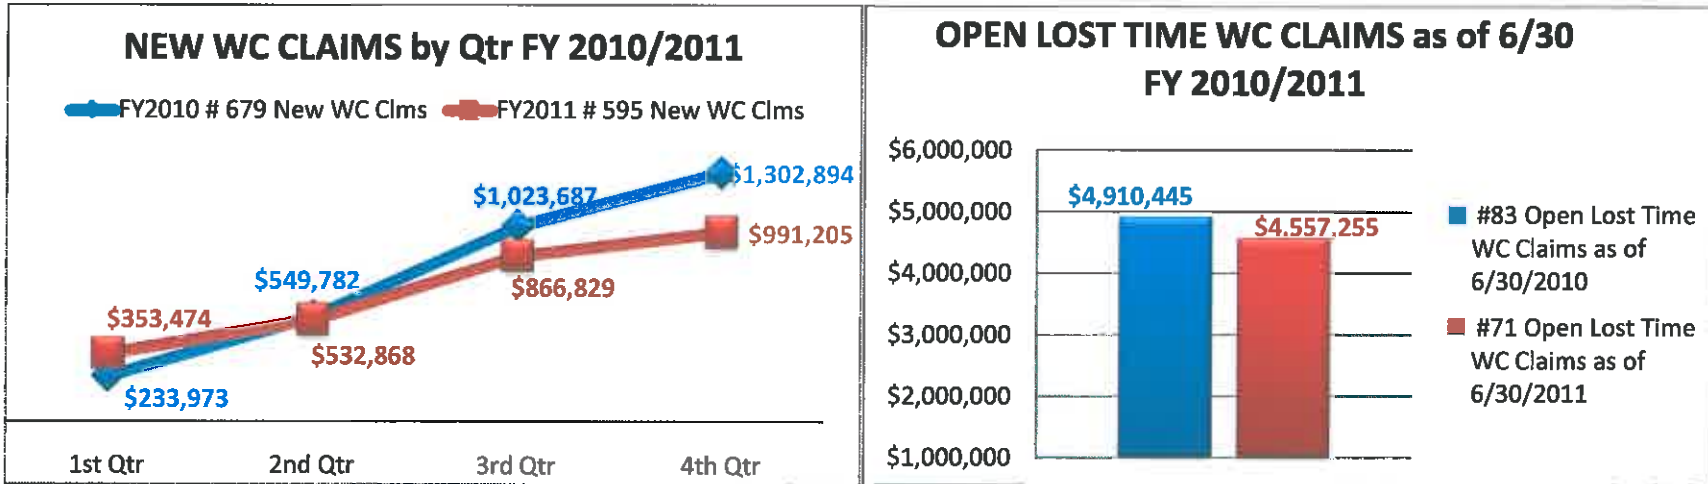 NEW WC CLAIMS by Qtr FY 2010/2011
FY2010 # 679 New WC Clms
FY2011 # 595 New WC Clms
$1,302,894
$1,023,687
$991,205
$549,782
$866,829
$353,474
$532,868
$233,973
1st Qtr
2nd Qtr
3rd Qtr
4th Qtr
OPEN LOST TIME WC CLAIMS as of 6/30
FY 2010/2011
$6,000,000
$5,000,000
$4,000,000
$3,000,000
$2,000,000
$1,000,000
$4,910,445
$4.557.255
#83 Open Lost Time
WC Claims as of
6/30/2010
#71 Open Lost Time
WC Claims as of
6/30/2011